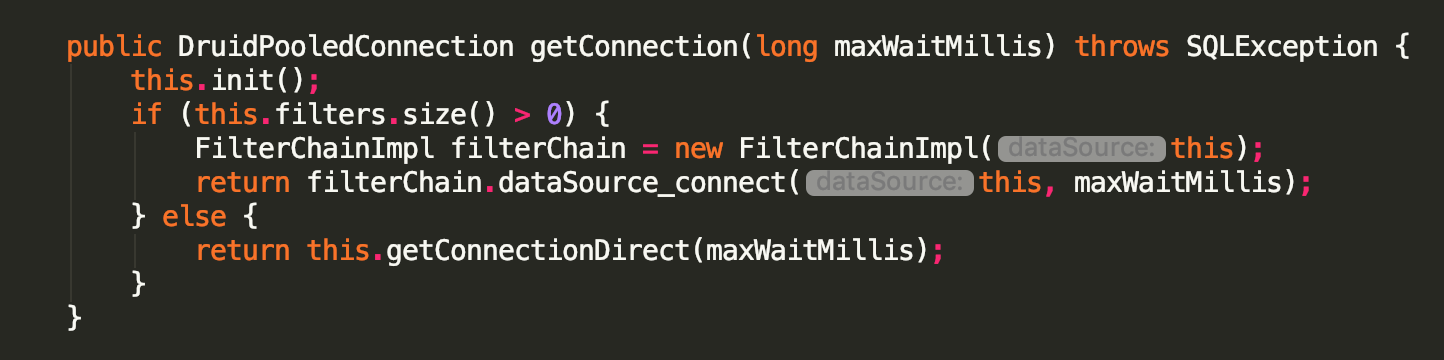 public DruidPooledConnection getConnection(long maxWaitMillis) throws SQLException {
this.init();
if (this.filters.size() > 0) {
FilterChainImpl filterChain = new FilterChainImpl( dataSource: this);
return filterChain.dataSource_connect( dataSource: this, maxWaitMillis);
} else {
return this.getConnectionDirect(maxWaitMillis);
}
}